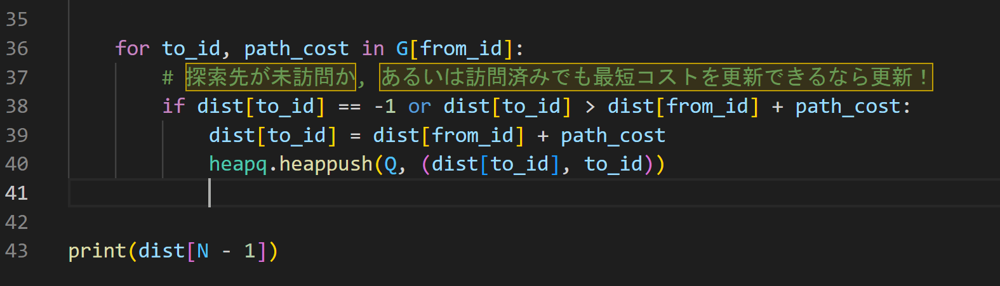 35
36 for to_id, path_cost in G[from_id]:
37 # 探索先が未訪問か, あるいは訪問済みでも最短コストを更新できるなら更新！
38 if dist[to_id] == -1 or dist[to_id] > dist[from_id] + path_cost:
39 dist[to_id] = dist[from_id] + path_cost
40 heapq.heappush(Q, (dist[to_id], to_id))
41
42
43 print(dist[N - 1])